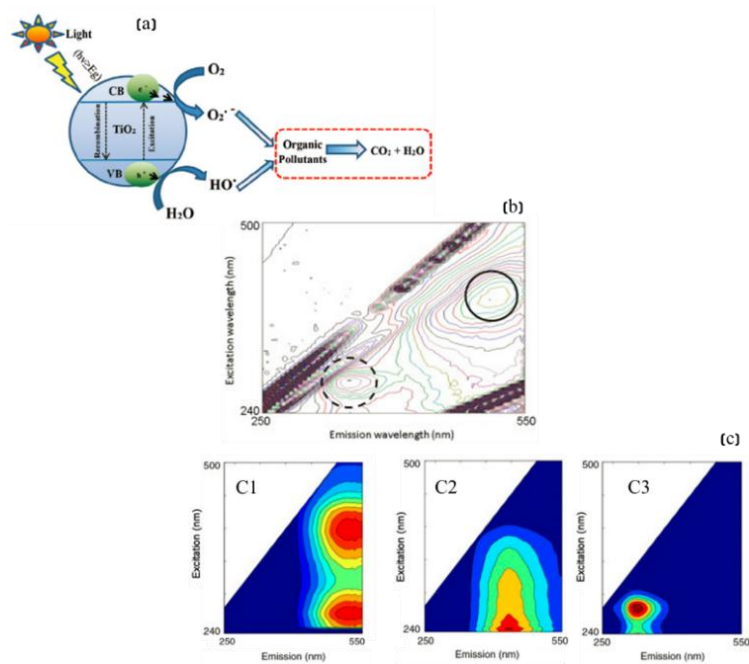 (a)
Light
(hν≥Eg)
CB
e⁻
O₂
O₂•⁻
TiO₂
Recombination
Excitation
Organic
Pollutants
CO₂ + H₂O
VB
h⁺
HO•
H₂O
(b)
500
Excitation wavelength (nm)
240
250
550
Emission wavelength (nm)
(c)
500
C1
Excitation (nm)
240
250
550
Emission (nm)
500
C2
Excitation (nm)
240
250
550
Emission (nm)
500
C3
Excitation (nm)
240
250
550
Emission (nm)